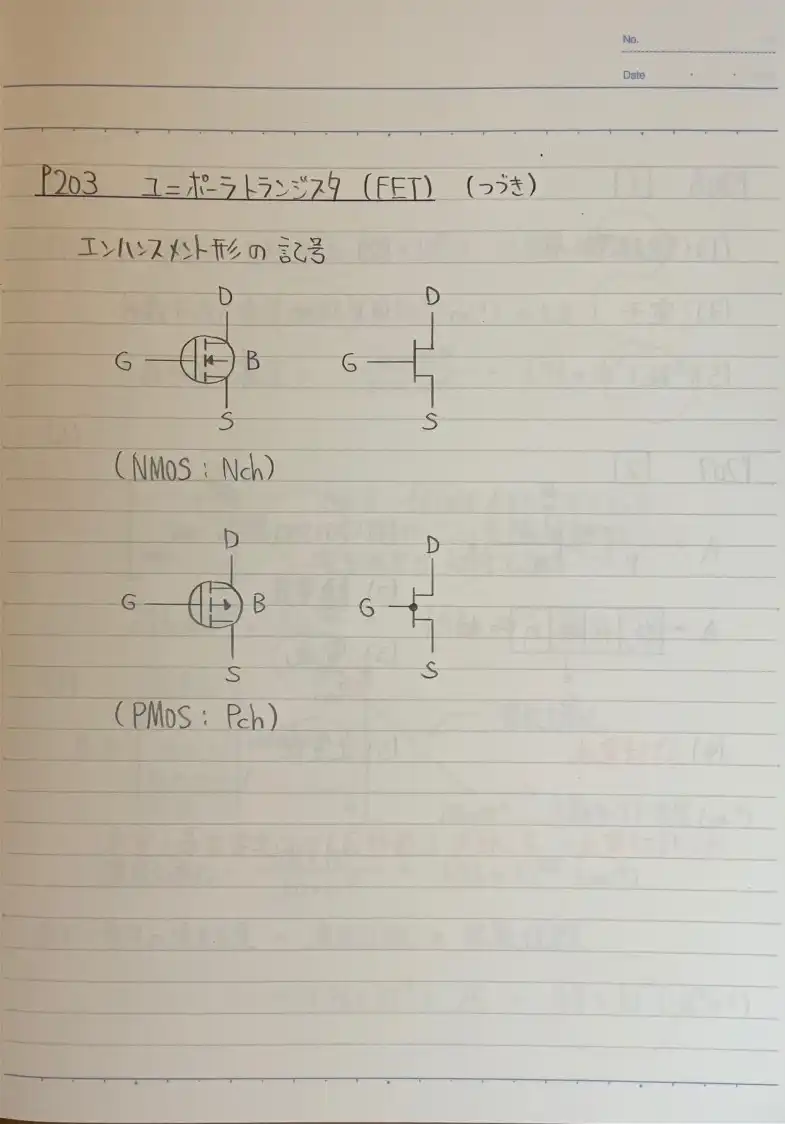 No.
Date
P203 ユニポーラトランジスタ (FET) (つづき)
エンハンスメント形の記号
D D
G B G
S S
(NMOS : Nch)
D D
G B G
S S
(PMOS : Pch)